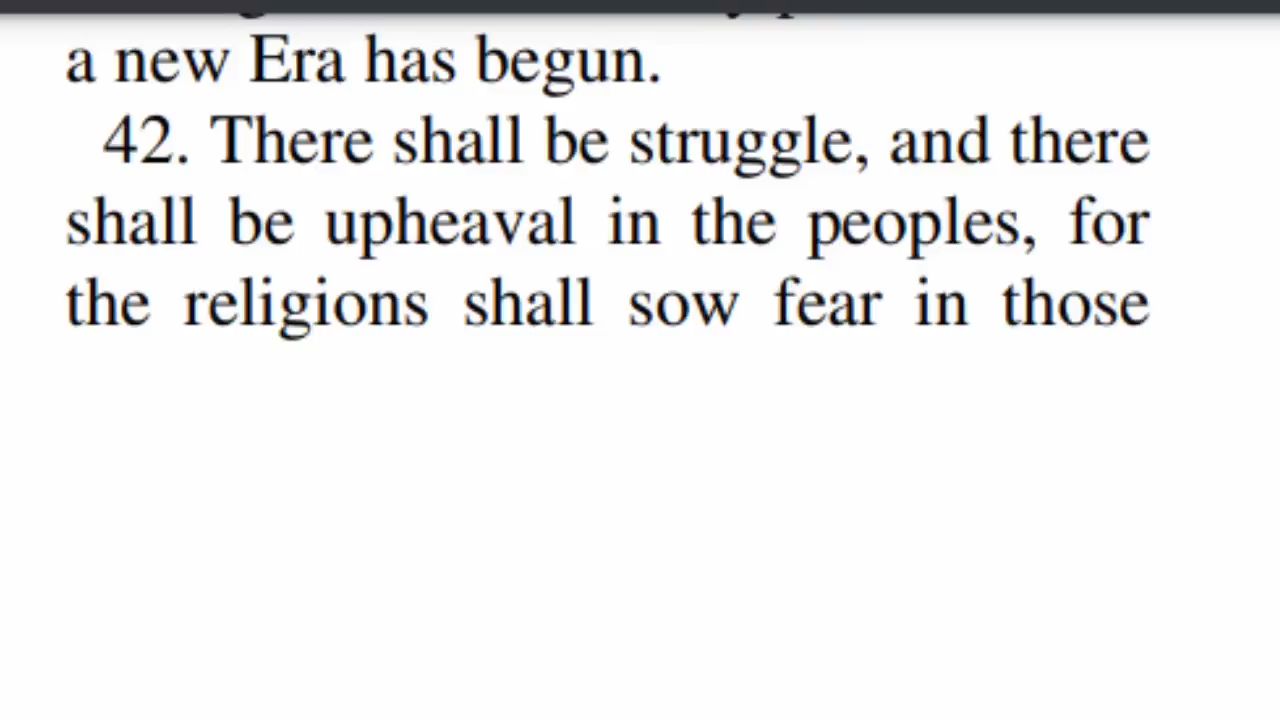 a new Era has begun.
42. There shall be struggle, and there
shall be upheaval in the peoples, for
the religions shall sow fear in those